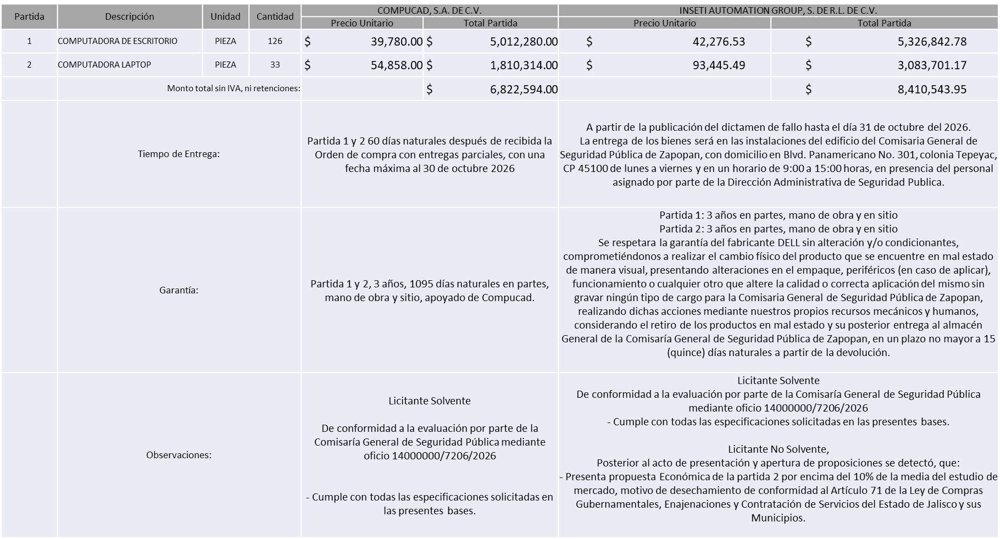 COMPUCAD, S.A. DE C.V. INSETI AUTOMATION GROUP, S. DE R.L. DE C.V.
Partida Descripción Unidad Cantidad Precio Unitario Total Partida Precio Unitario Total Partida
1 COMPUTADORA DE ESCRITORIO PIEZA 126 $ 39,780.00 $ 5,012,280.00 $ 42,276.53 $ 5,326,842.78
2 COMPUTADORA LAPTOP PIEZA 33 $ 54,858.00 $ 1,810,314.00 $ 93,445.49 $ 3,083,701.17
Monto total sin IVA, ni retenciones: $ 6,822,594.00 $ 8,410,543.95
Tiempo de Entrega:
Partida 1 y 2 60 días naturales después de recibida la
Orden de compra con entregas parciales, con una
fecha máxima al 30 de octubre 2026
A partir de la publicación del dictamen de fallo hasta el día 31 de octubre del 2026.
La entrega de los bienes será en las instalaciones del edificio del Comisaria General de
Seguridad Pública de Zapopan, con domicilio en Blvd. Panamericano No. 301, colonia Tepeyac,
CP 45100 de lunes a viernes y en un horario de 9:00 a 15:00 horas, en presencia del personal
asignado por parte de la Dirección Administrativa de Seguridad Publica.
Garantía:
Partida 1 y 2, 3 años, 1095 días naturales en partes,
mano de obra y sitio, apoyado de Compucad.
Partida 1: 3 años en partes, mano de obra y en sitio
Partida 2: 3 años en partes, mano de obra y en sitio
Se respetara la garantía del fabricante DELL sin alteración y/o condicionantes,
comprometiéndonos a realizar el cambio físico del producto que se encuentre en mal estado
de manera visual, presentando alteraciones en el empaque, periféricos (en caso de aplicar),
funcionamiento o cualquier otro que altere la calidad o correcta aplicación del mismo sin
gravar ningún tipo de cargo para la Comisaria General de Seguridad Pública de Zapopan,
realizando dichas acciones mediante nuestros propios recursos mecánicos y humanos,
considerando el retiro de los productos en mal estado y su posterior entrega al almacén
General de la Comisaría General de Seguridad Pública de Zapopan, en un plazo no mayor a 15
(quince) días naturales a partir de la devolución.
Observaciones:
Licitante Solvente
De conformidad a la evaluación por parte de la
Comisaría General de Seguridad Pública mediante
oficio 14000000/7206/2026
- Cumple con todas las especificaciones solicitadas en
las presentes bases.
Licitante Solvente
De conformidad a la evaluación por parte de la Comisaría General de Seguridad Pública
mediante oficio 14000000/7206/2026
- Cumple con todas las especificaciones solicitadas en las presentes bases.
Licitante No Solvente,
Posterior al acto de presentación y apertura de proposiciones se detectó, que:
- Presenta propuesta Económica de la partida 2 por encima del 10% de la media del estudio de
mercado, motivo de desechamiento de conformidad al Artículo 71 de la Ley de Compras
Gubernamentales, Enajenaciones y Contratación de Servicios del Estado de Jalisco y sus
Municipios.